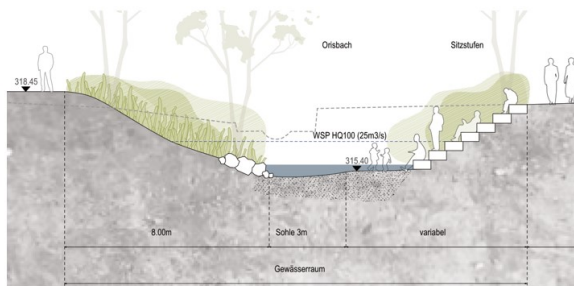 Orisbach
Sitzstufen
318.45
WSP HQ100 (25m3/s)
315.40
8.00m
Sohle 3m
variabel
Gewässerraum